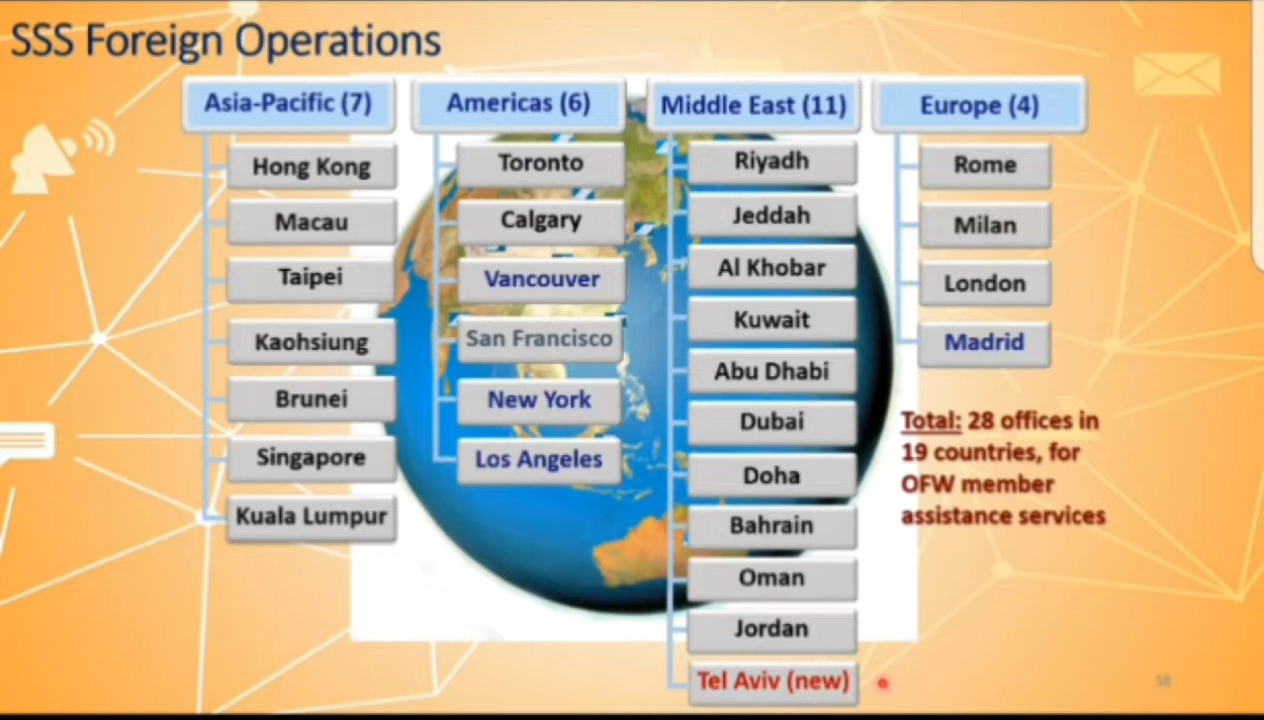 SSS Foreign Operations
Asia-Pacific (7)
Hong Kong
Macau
Taipei
Kaohsiung
Brunei
Singapore
Kuala Lumpur
Americas (6)
Toronto
Calgary
Vancouver
San Francisco
New York
Los Angeles
Middle East (11)
Riyadh
Jeddah
Al Khobar
Kuwait
Abu Dhabi
Dubai
Doha
Bahrain
Oman
Jordan
Tel Aviv (new)
Europe (4)
Rome
Milan
London
Madrid
Total: 28 offices in
19 countries, for
OFW member
assistance services